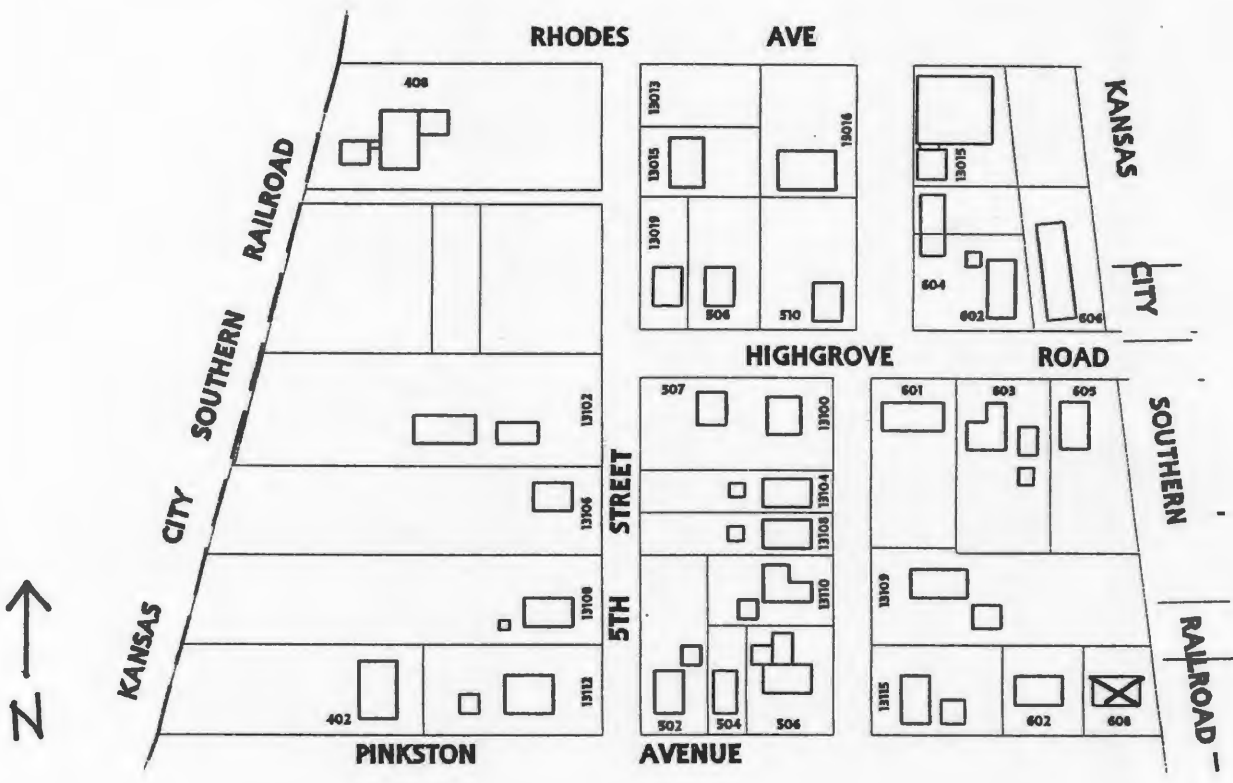 RHODES AVE
408
13013
13016
13015
13015
KANSAS
RAILROAD
13019
506
510
604
602
606
CITY
HIGHGROVE ROAD
SOUTHERN
507
13100
601
603
605
13102
SOUTHERN
13104
CITY
13106
STREET
13108
13108
5TH
13110
13109
KANSAS
RAILROAD
N
402
13112
502
504
506
13115
602
608
PINKSTON AVENUE